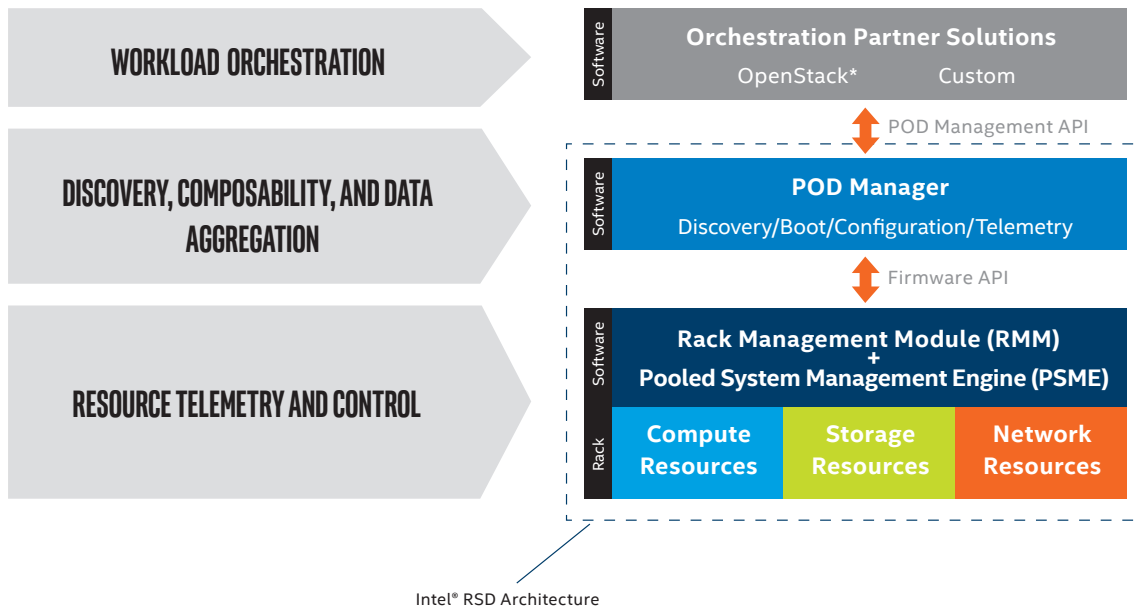 WORKLOAD ORCHESTRATION
Software
Orchestration Partner Solutions
OpenStack* Custom
POD Management API
DISCOVERY, COMPOSABILITY, AND DATA
AGGREGATION
Software
POD Manager
Discovery/Boot/Configuration/Telemetry
Firmware API
RESOURCE TELEMETRY AND CONTROL
Software
Rack Management Module (RMM)
+
Pooled System Management Engine (PSME)
Rack
Compute
Resources
Storage
Resources
Network
Resources
Intel® RSD Architecture